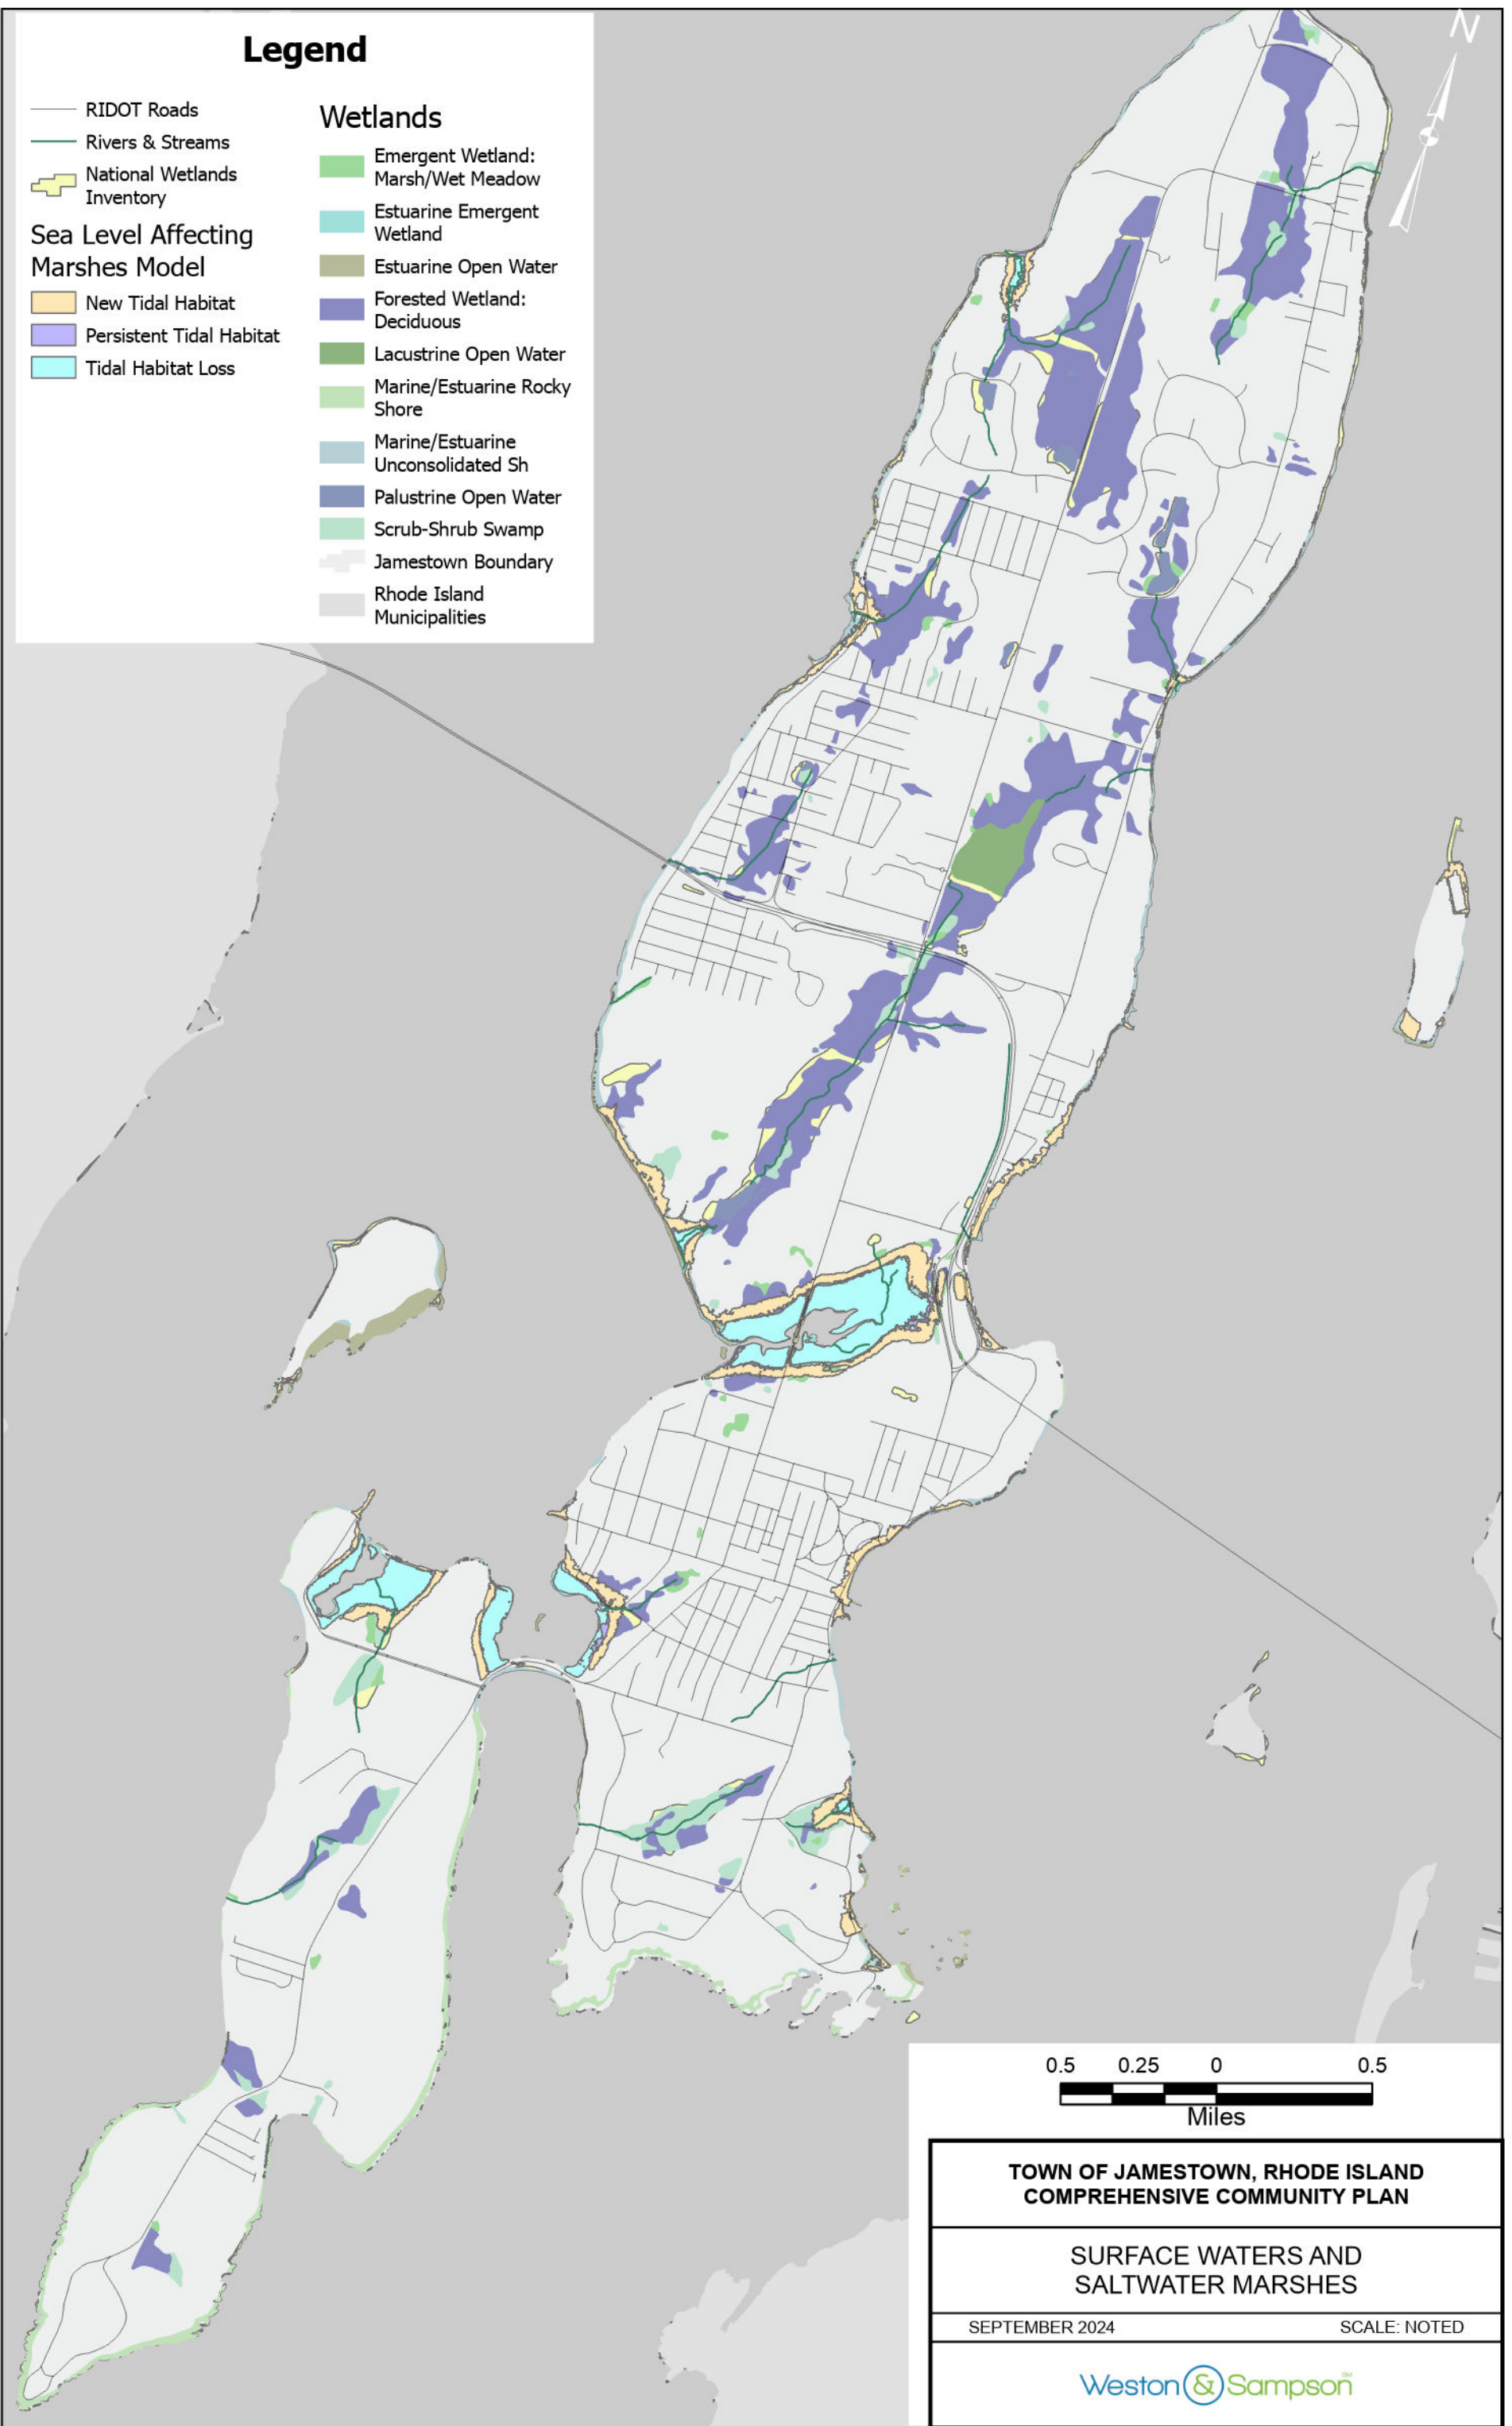 Legend
RIDOT Roads
Rivers & Streams
National Wetlands
Inventory
Sea Level Affecting
Marshes Model
New Tidal Habitat
Persistent Tidal Habitat
Tidal Habitat Loss
Wetlands
Emergent Wetland:
Marsh/Wet Meadow
Estuarine Emergent
Wetland
Estuarine Open Water
Forested Wetland:
Deciduous
Lacustrine Open Water
Marine/Estuarine Rocky
Shore
Marine/Estuarine
Unconsolidated Sh
Palustrine Open Water
Scrub-Shrub Swamp
Jamestown Boundary
Rhode Island
Municipalities
N
0.5 0.25 0 0.5
Miles
TOWN OF JAMESTOWN, RHODE ISLAND
COMPREHENSIVE COMMUNITY PLAN
SURFACE WATERS AND
SALTWATER MARSHES
SEPTEMBER 2024 SCALE: NOTED
Weston & Sampson℠